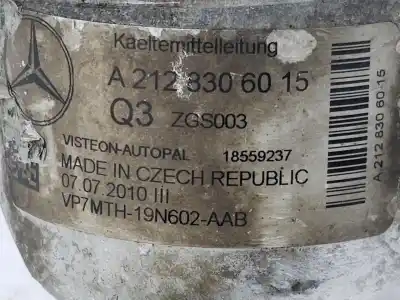 Kaeltemittelleitung
A 212 830 60 15
Q3 ZGS003
VISTEON-AUTOPAL 18559237
MADE IN CZECH REPUBLIC
07.07.2010 III
VP7MTH-19N602-AAB
A 212 830 60 15